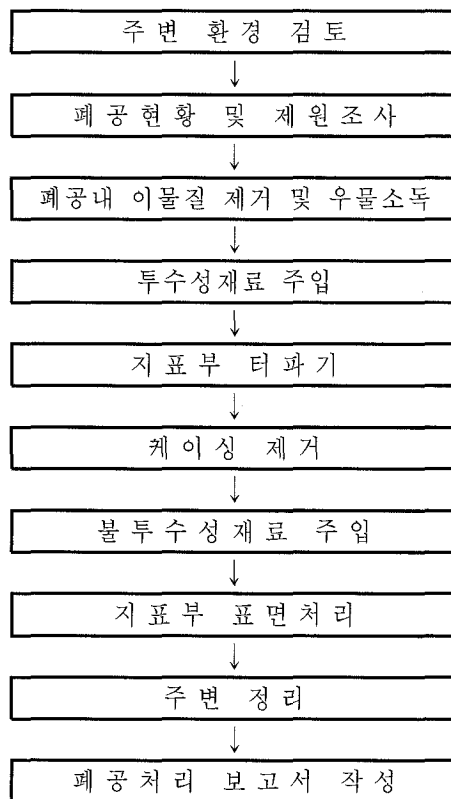 주변 환경 검토
폐공현황 및 제원조사
폐공내 이물질 제거 및 우물소독
투수성재료 주입
지표부 터파기
케이싱 제거
불투수성재료 주입
지표부 표면처리
주변 정리
폐공처리 보고서 작성